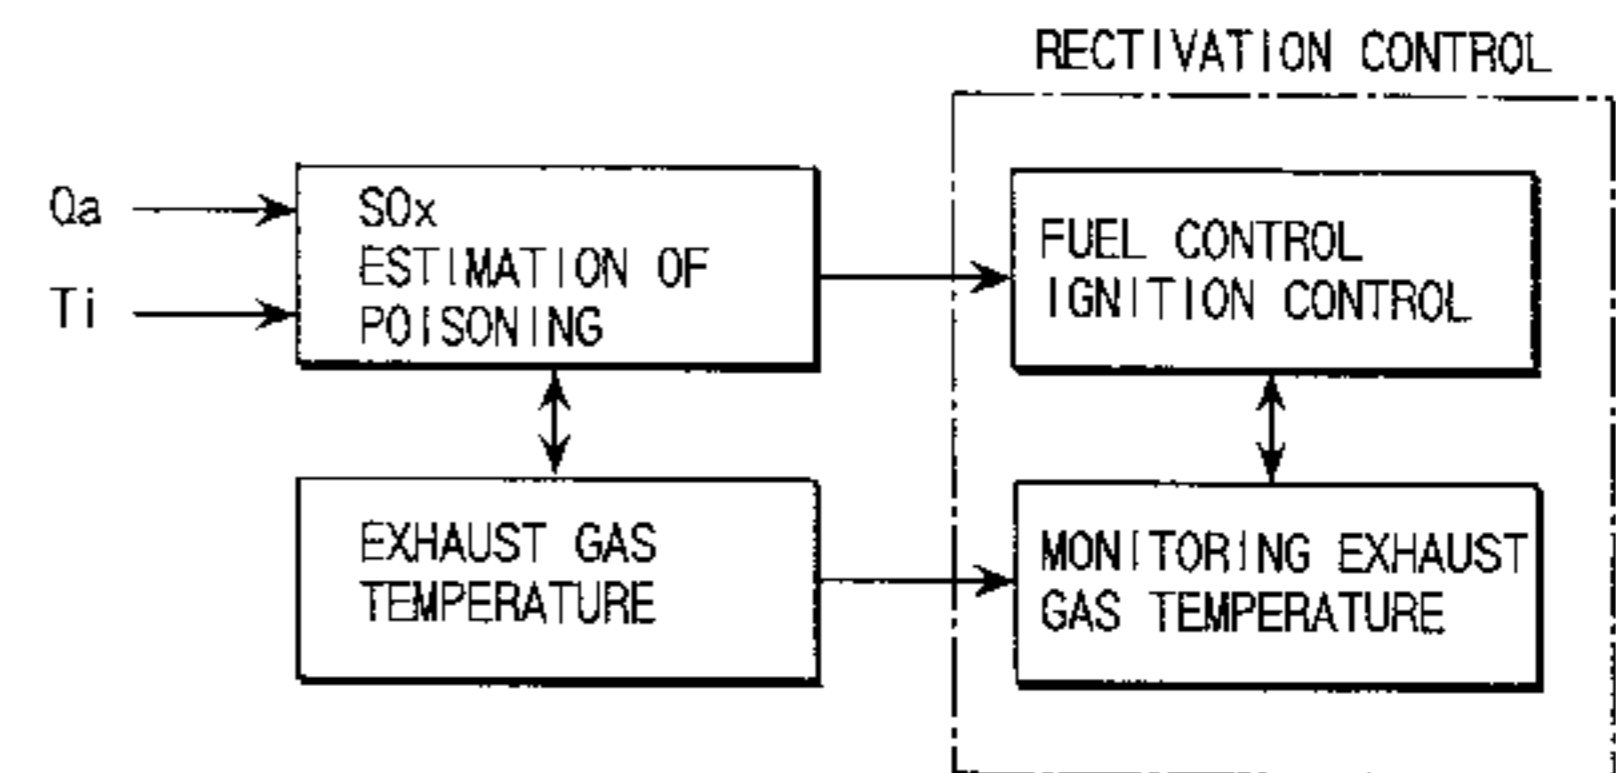 RECTIVATION CONTROL
Qa
SOx
ESTIMATION OF
POISONING
Ti
FUEL CONTROL
IGNITION CONTROL
EXHAUST GAS
TEMPERATURE
MONITORING EXHAUST
GAS TEMPERATURE